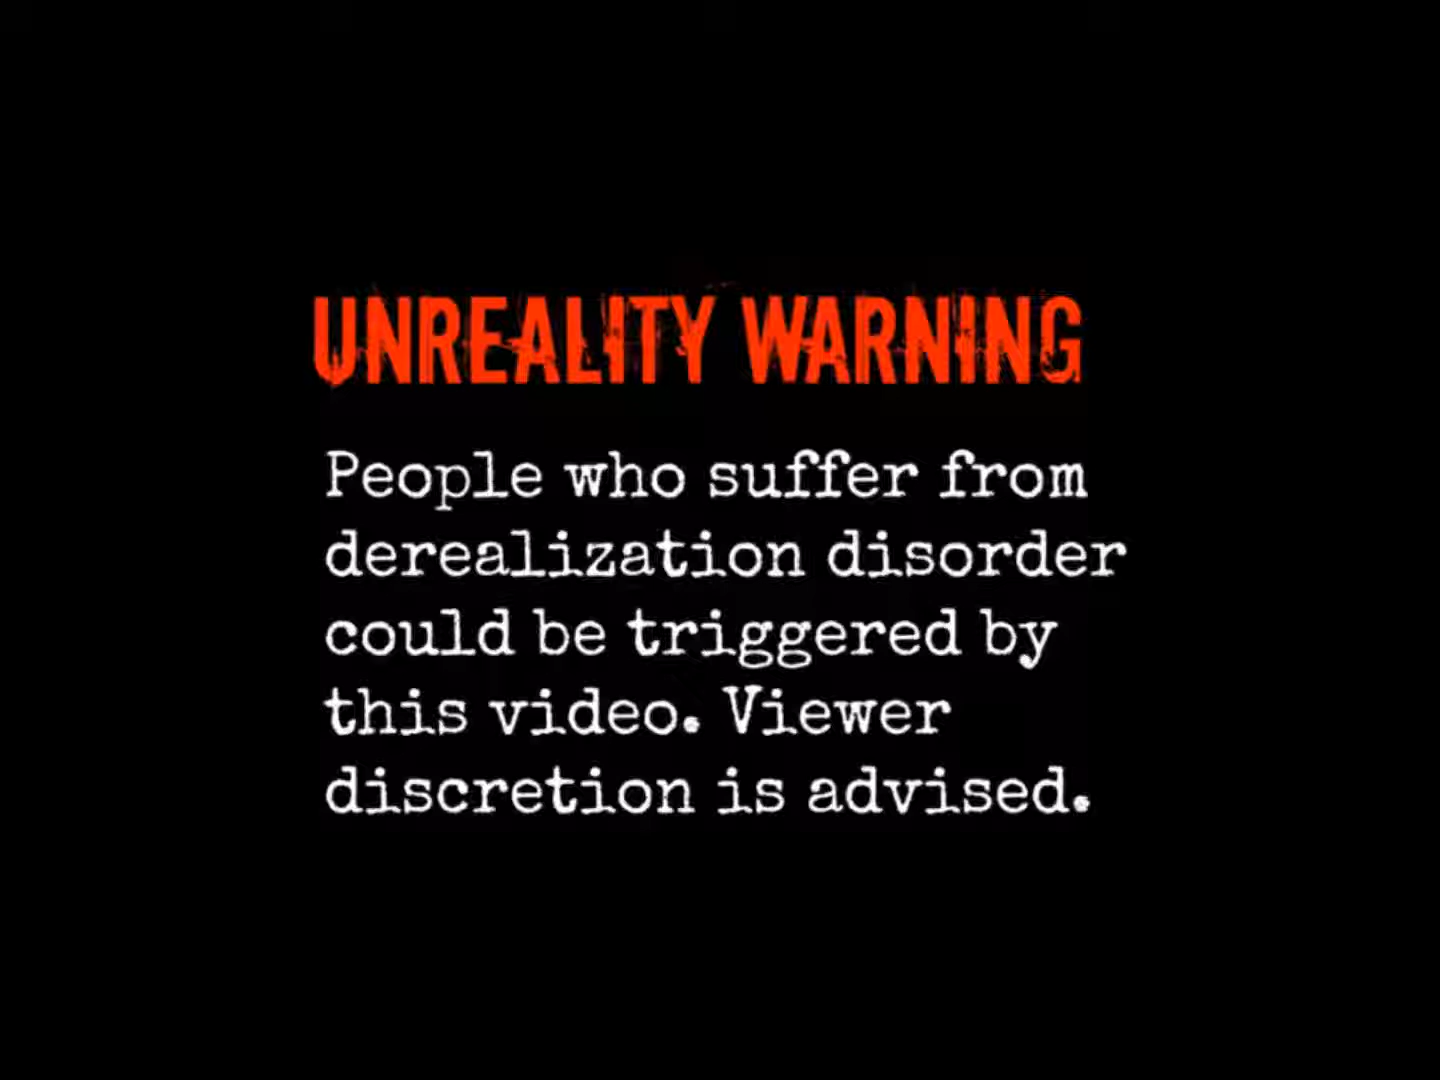 UNREALITY WARNING
People who suffer from
derealization disorder
could be triggered by
this video. Viewer
discretion is advised.